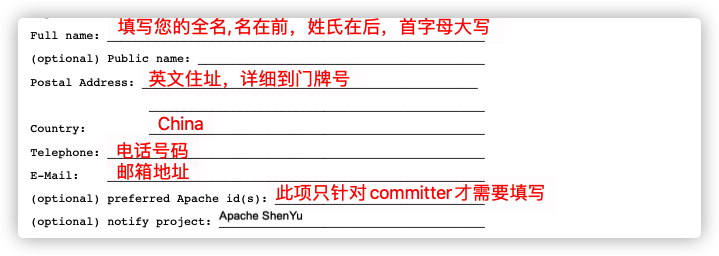 Full name: 填写您的全名,名在前，姓氏在后，首字母大写
(optional) Public name:
Postal Address: 英文住址，详细到门牌号
Country: China
Telephone: 电话号码
E-Mail: 邮箱地址
(optional) preferred Apache id(s): 此项只针对committer才需要填写
(optional) notify project: Apache ShenYu